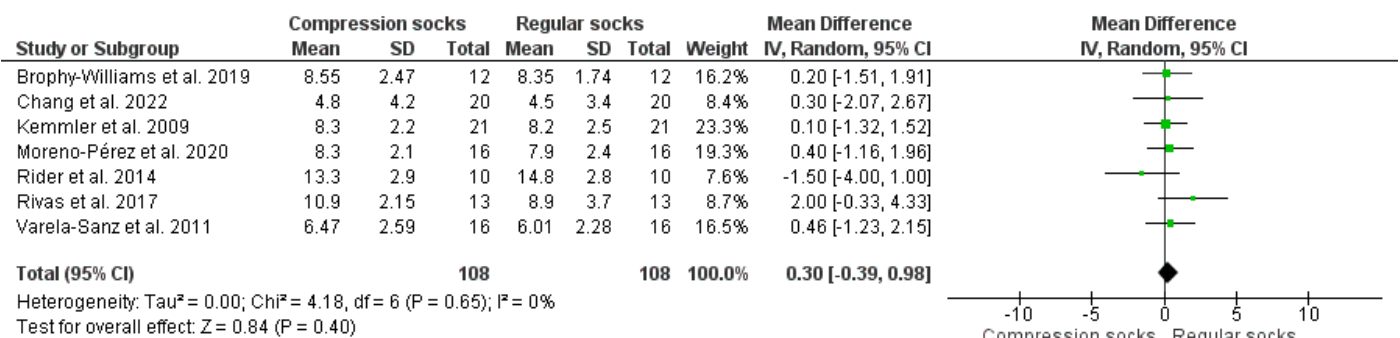 Compression socks Regular socks Mean Difference Mean Difference
Study or Subgroup Mean SD Total Mean SD Total Weight IV, Random, 95% CI IV, Random, 95% CI
Brophy-Williams et al. 2019 8.55 2.47 12 8.35 1.74 12 16.2% 0.20 [-1.51, 1.91]
Chang et al. 2022 4.8 4.2 20 4.5 3.4 20 8.4% 0.30 [-2.07, 2.67]
Kemmler et al. 2009 8.3 2.2 21 8.2 2.5 21 23.3% 0.10 [-1.32, 1.52]
Moreno-Pérez et al. 2020 8.3 2.1 16 7.9 2.4 16 19.3% 0.40 [-1.16, 1.96]
Rider et al. 2014 13.3 2.9 10 14.8 2.8 10 7.6% -1.50 [-4.00, 1.00]
Rivas et al. 2017 10.9 2.15 13 8.9 3.7 13 8.7% 2.00 [-0.33, 4.33]
Varela-Sanz et al. 2011 6.47 2.59 16 6.01 2.28 16 16.5% 0.46 [-1.23, 2.15]
Total (95% CI) 108 108 100.0% 0.30 [-0.39, 0.98]
Heterogeneity: Tau² = 0.00; Chi² = 4.18, df = 6 (P = 0.65); I² = 0%
Test for overall effect: Z = 0.84 (P = 0.40)
-10 -5 0 5 10
Compression socks Regular socks